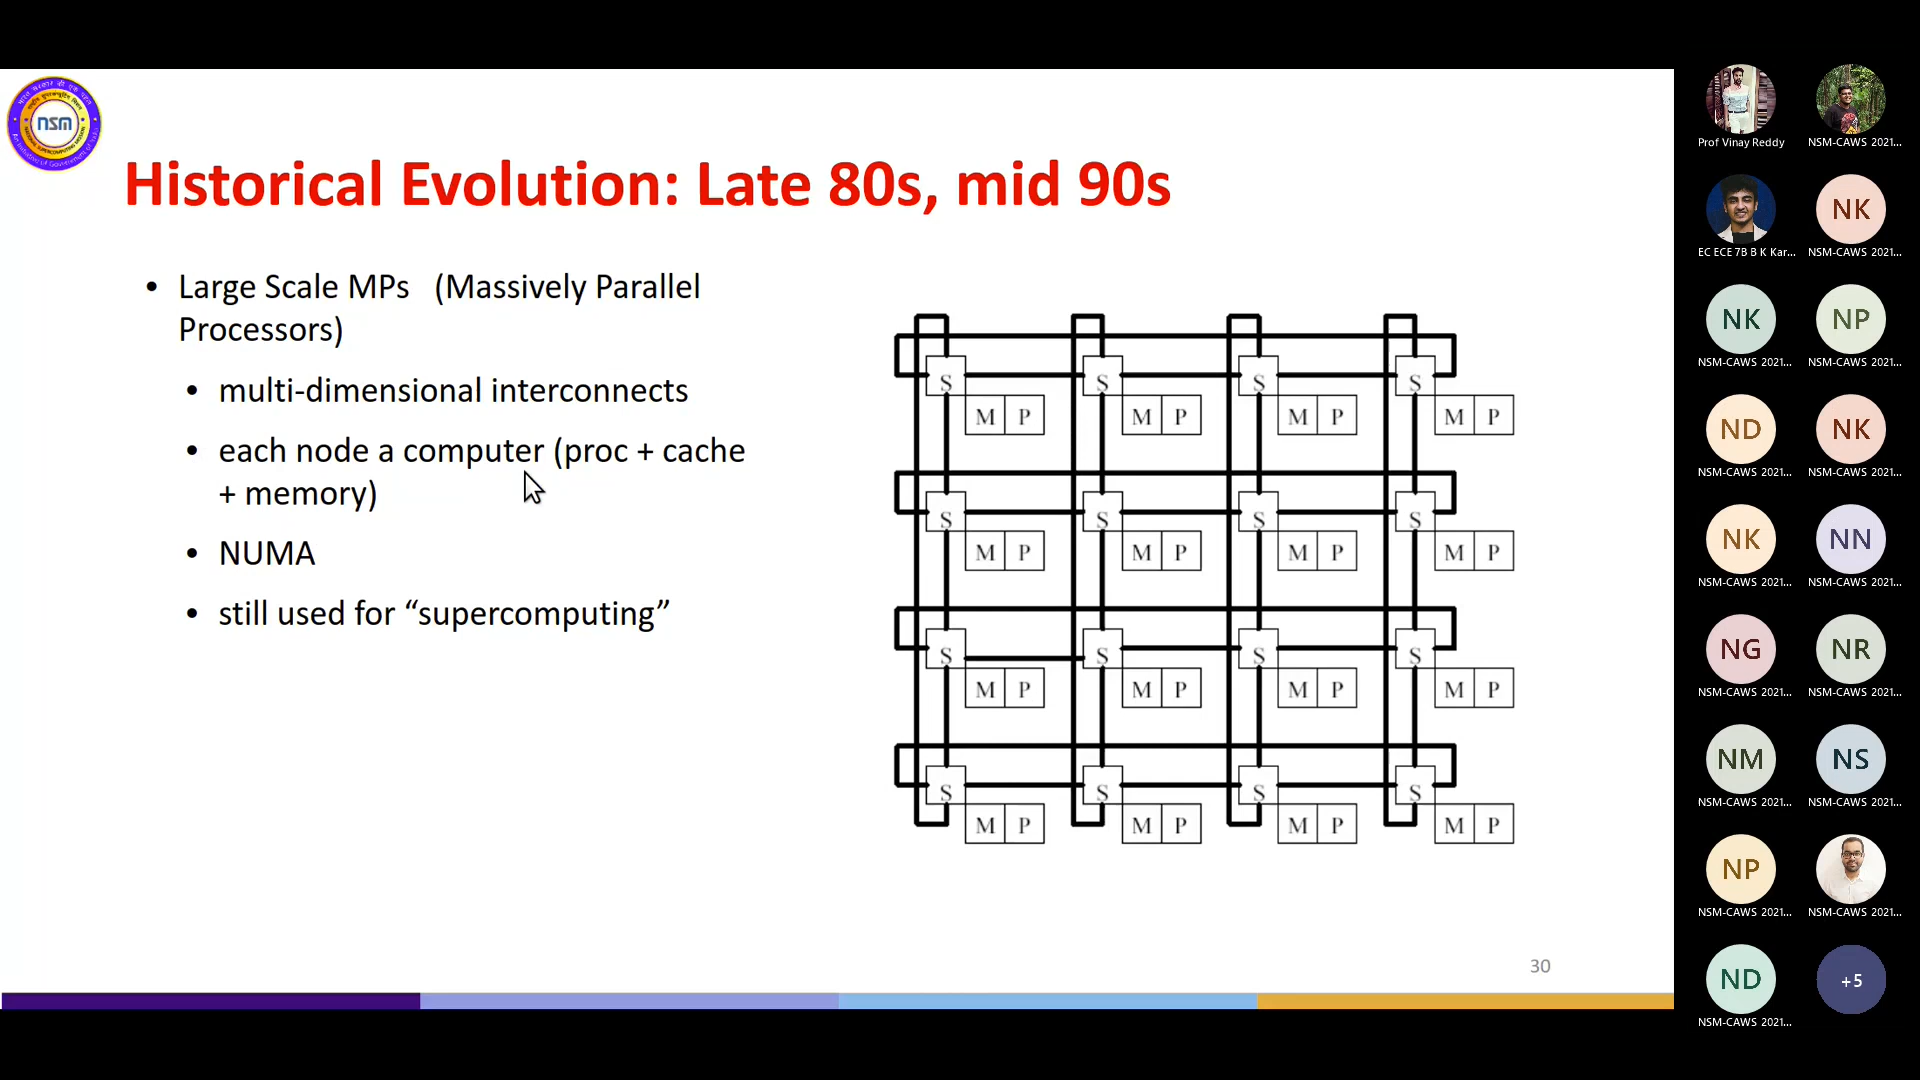 nsm
Historical Evolution: Late 80s, mid 90s
• Large Scale MPs (Massively Parallel
Processors)
• multi-dimensional interconnects
• each node a computer (proc + cache
+ memory)
• NUMA
• still used for “supercomputing”
S S S S
M P M P M P M P
S S S S
M P M P M P M P
S S S S
M P M P M P M P
S S S S
M P M P M P M P
30
Prof Vinay Reddy
NSM-CAWS 2021...
EC ECE 7B B K Kar...
NK
NSM-CAWS 2021...
NK
NSM-CAWS 2021...
NP
NSM-CAWS 2021...
ND
NSM-CAWS 2021...
NK
NSM-CAWS 2021...
NK
NSM-CAWS 2021...
NN
NSM-CAWS 2021...
NG
NSM-CAWS 2021...
NR
NSM-CAWS 2021...
NM
NSM-CAWS 2021...
NS
NSM-CAWS 2021...
NP
NSM-CAWS 2021...
NSM-CAWS 2021...
ND
NSM-CAWS 2021...
+5